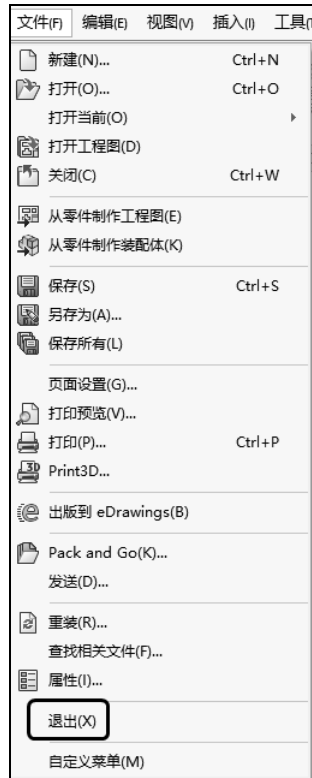 文件(F) 编辑(E) 视图(V) 插入(I) 工具(T
新建(N)... Ctrl+N
打开(O)... Ctrl+O
打开当前(O)
打开工程图(D)
关闭(C) Ctrl+W
从零件制作工程图(E)
从零件制作装配体(K)
保存(S) Ctrl+S
另存为(A)...
保存所有(L)
页面设置(G)...
打印预览(V)...
打印(P)... Ctrl+P
Print3D...
出版到 eDrawings(B)
Pack and Go(K)...
发送(D)...
重装(R)...
查找相关文件(F)...
属性(I)...
退出(X)
自定义菜单(M)